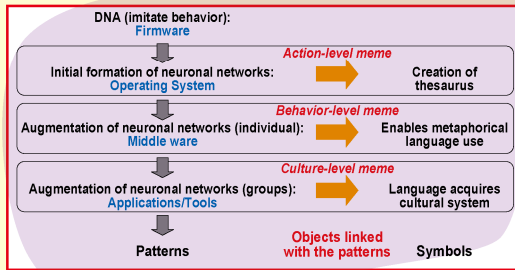 DNA (imitate behavior):
Firmware
Action-level meme
Initial formation of neuronal networks:
Operating System
Creation of
thesaurus
Behavior-level meme
Augmentation of neuronal networks (individual):
Middle ware
Enables metaphorical
language use
Culture-level meme
Augmentation of neuronal networks (groups):
Applications/Tools
Language acquires
cultural system
Patterns
Objects linked
with the patterns
Symbols